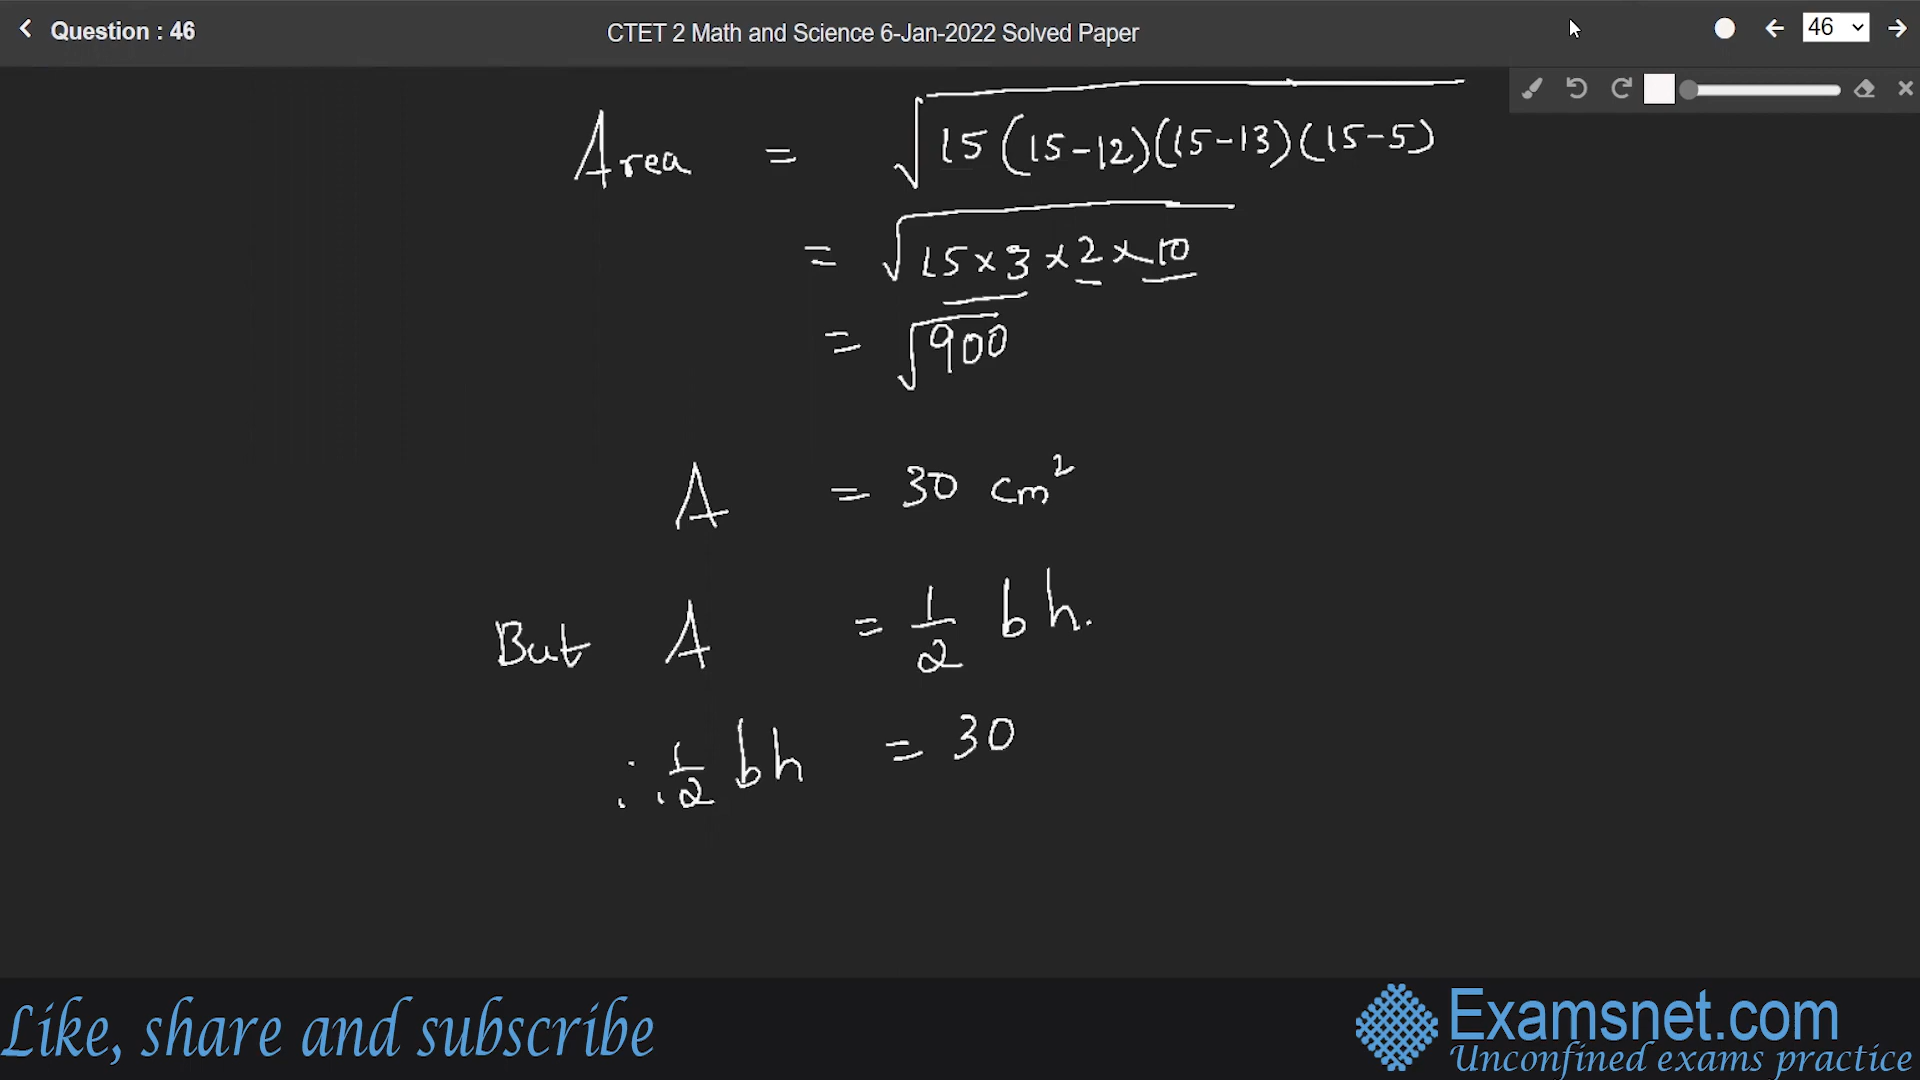 Question : 46
CTET 2 Math and Science 6-Jan-2022 Solved Paper
46
Area = √15(15-12)(15-13)(15-5)
= √15×3×2×10
= √900
A = 30 cm²
But A = 1/2 bh.
∴ 1/2 bh = 30
Like, share and subscribe
Examsnet.com
Unconfined exams practice